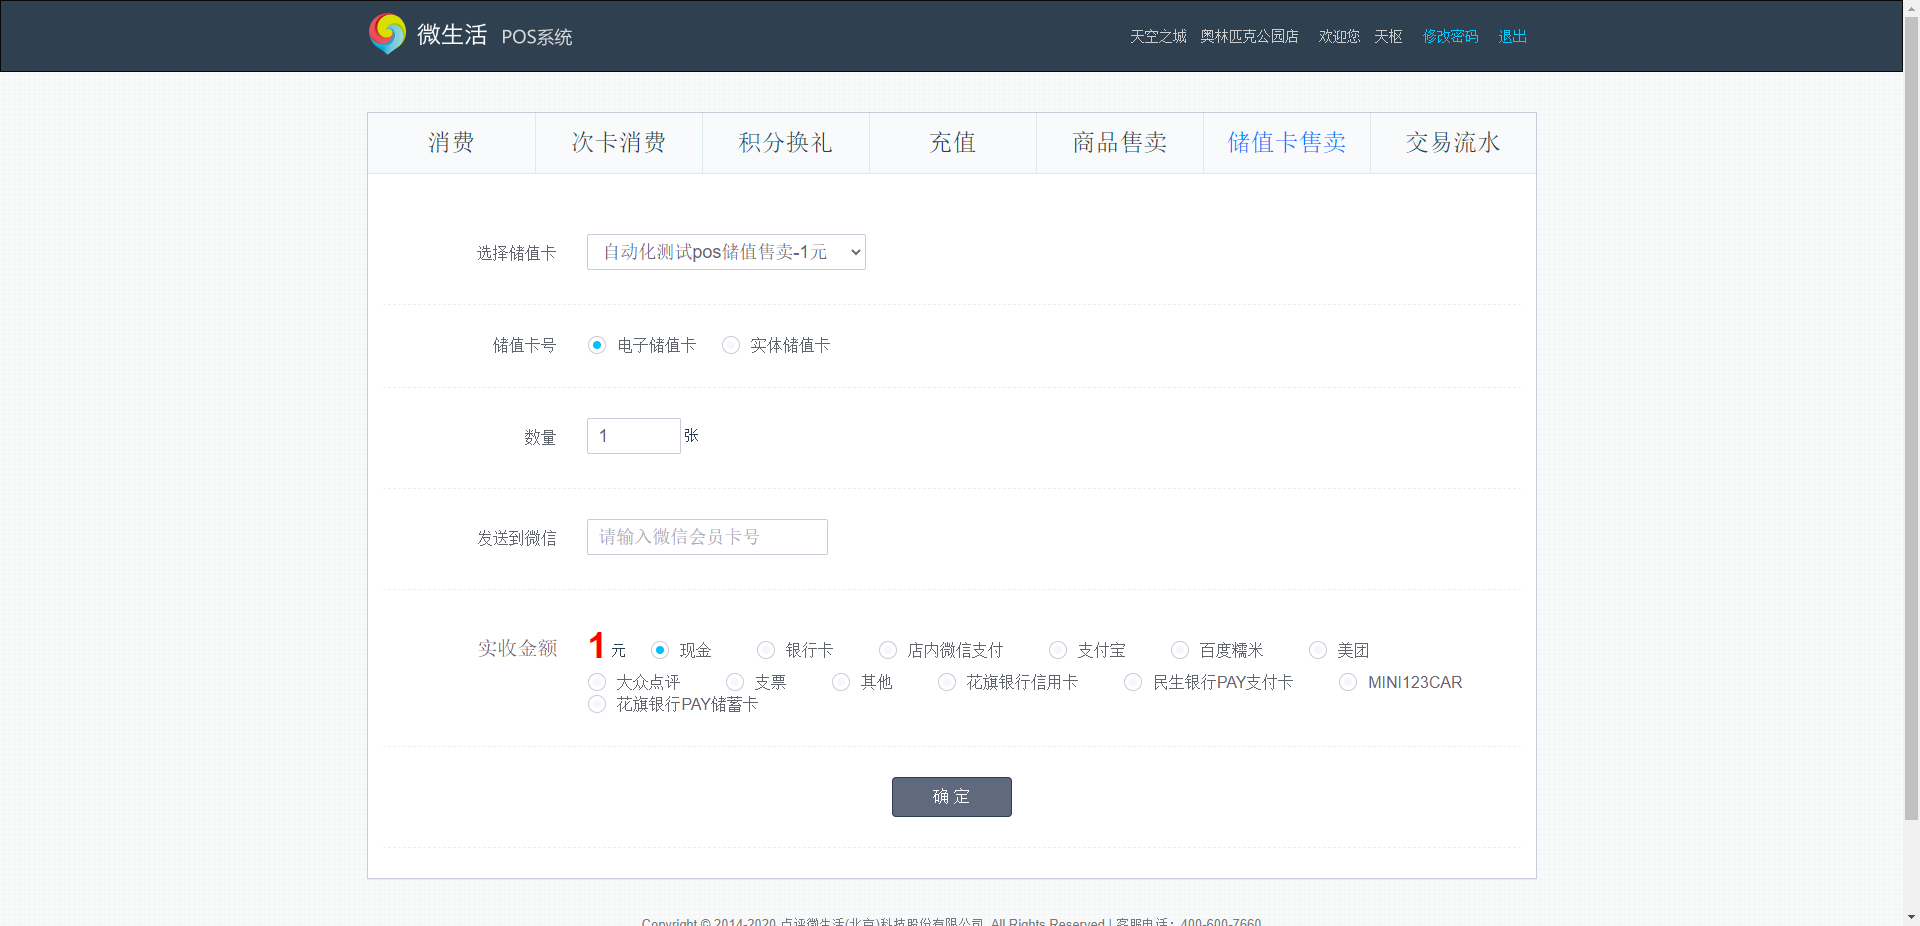 微生活 POS系统
天空之城 奥林匹克公园店 欢迎您 天枢 修改密码 退出
消费 次卡消费 积分换礼 充值 商品售卖 储值卡售卖 交易流水
选择储值卡 自动化测试pos储值售卖-1元
储值卡号 电子储值卡 实体储值卡
数量 1 张
发送到微信 请输入微信会员卡号
实收金额 1 元 现金 银行卡 店内微信支付 支付宝 百度糯米 美团
大众点评 支票 其他 花旗银行信用卡 民生银行PAY支付卡 MINI123CAR
花旗银行PAY储蓄卡
确 定
Copyright © 2014-2020 点评微生活(北京)科技股份有限公司. All Rights Reserved | 客服电话：400-600-7660